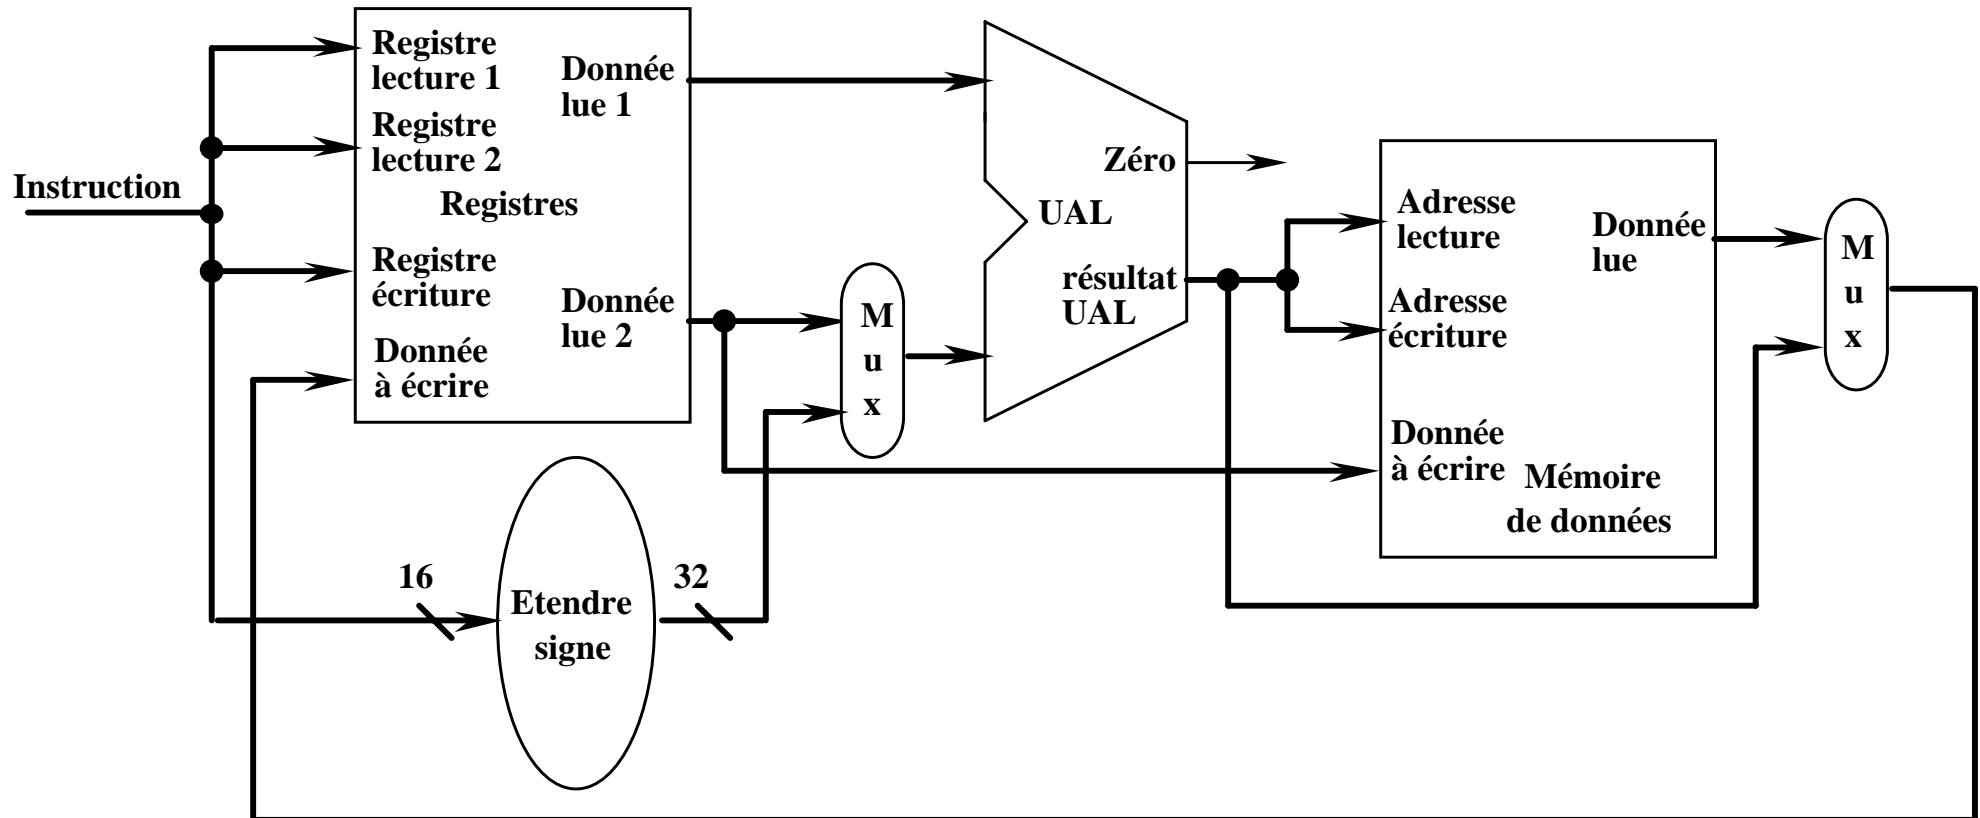 Instruction
Registre
lecture 1
Registre
lecture 2
Registres
Registre
écriture
Donnée
à écrire
Donnée
lue 1
Donnée
lue 2
16
Etendre
signe
32
M
u
x
Zéro
UAL
résultat
UAL
Adresse
lecture
Adresse
écriture
Donnée
à écrire
Donnée
lue
Mémoire
de données
M
u
x